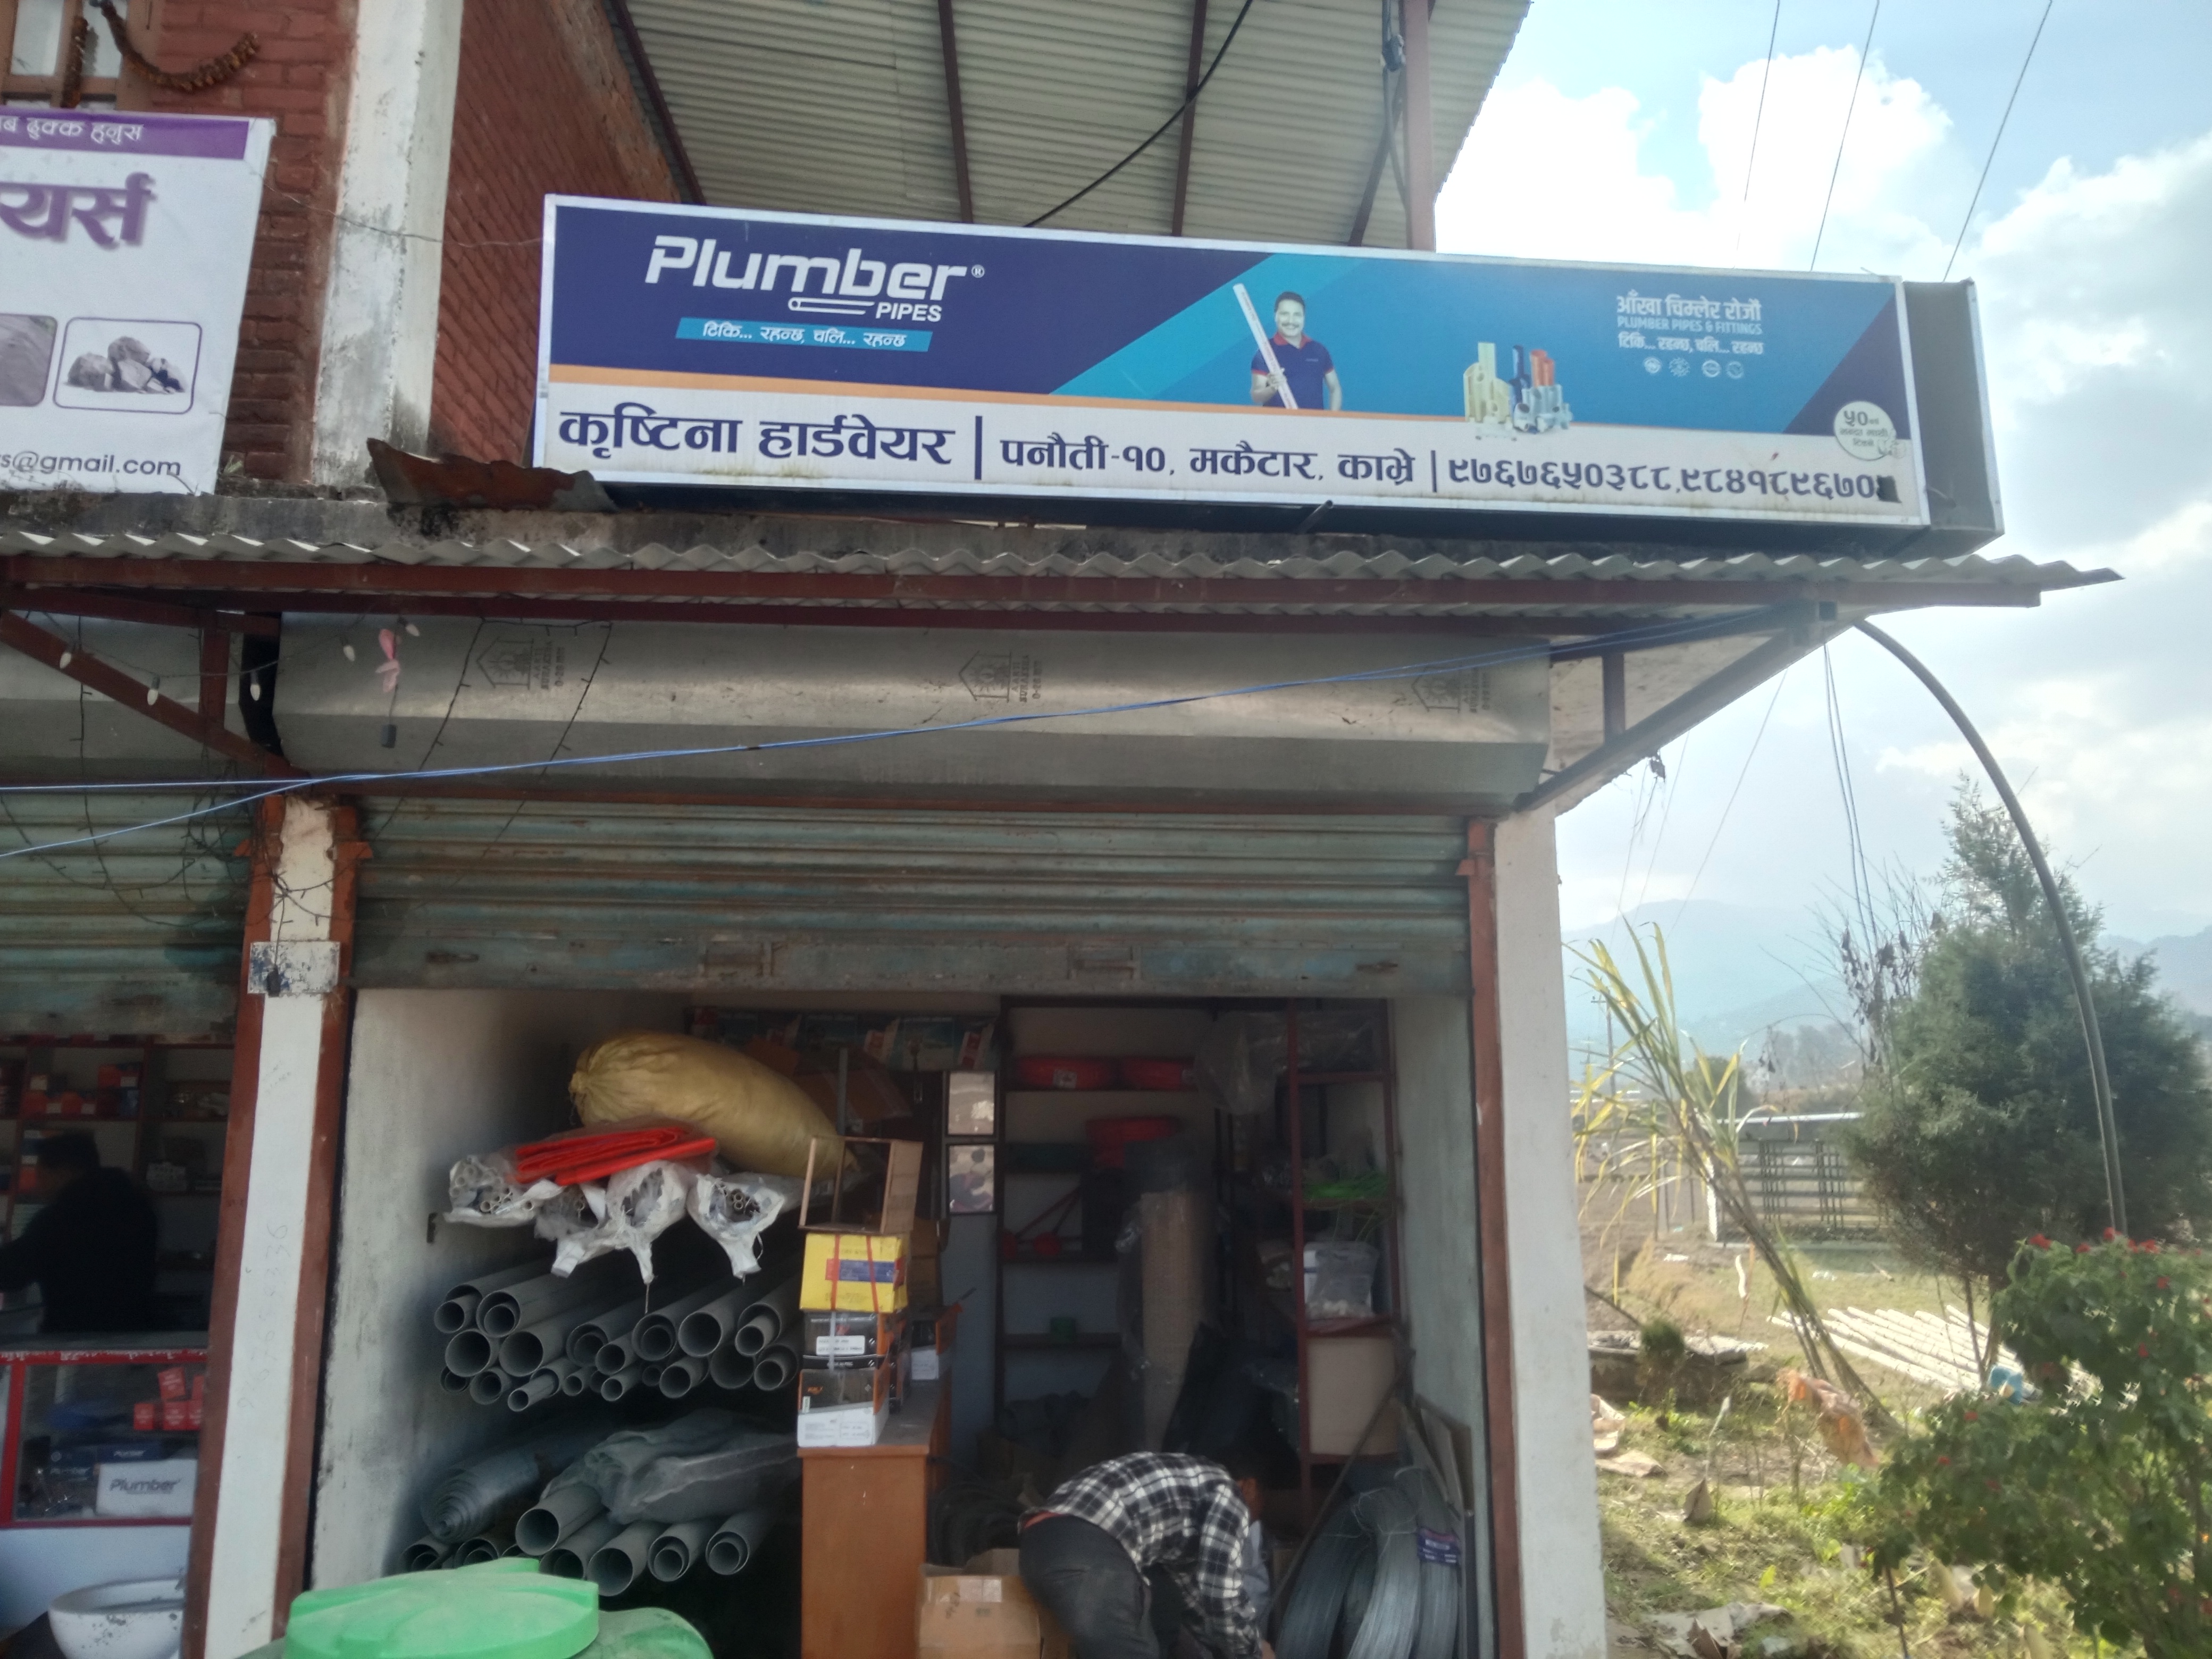 ढुक्क हुनुस
यर्स
s@gmail.com
Plumber®
PIPES
टिकि... रहन्छ, चलि... रहन्छ
आँखा चिम्लेर रोजौं
PLUMBER PIPES & FITTINGS
टिकि... रहन्छ, चलि... रहन्छ
५०
कृष्टिना हार्डवेयर | पनौती-१०, मकैटार, काभ्रे | ९७६७६५०३८८,९८४१८९६७०
Plumber